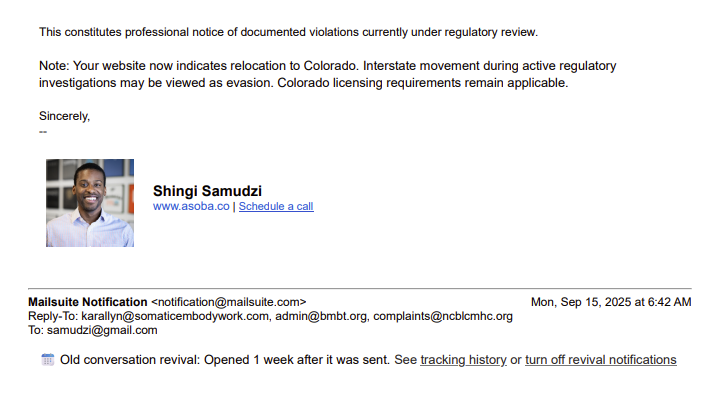 This constitutes professional notice of documented violations currently under regulatory review.
Note: Your website now indicates relocation to Colorado. Interstate movement during active regulatory
investigations may be viewed as evasion. Colorado licensing requirements remain applicable.
Sincerely,
--
Shingi Samudzi
www.asoba.co | Schedule a call
Mailsuite Notification <notification@mailsuite.com> Mon, Sep 15, 2025 at 6:42 AM
Reply-To: karallyn@somaticembodywork.com, admin@bmbt.org, complaints@ncblcmhc.org
To: samudzi@gmail.com
Old conversation revival: Opened 1 week after it was sent. See tracking history or turn off revival notifications